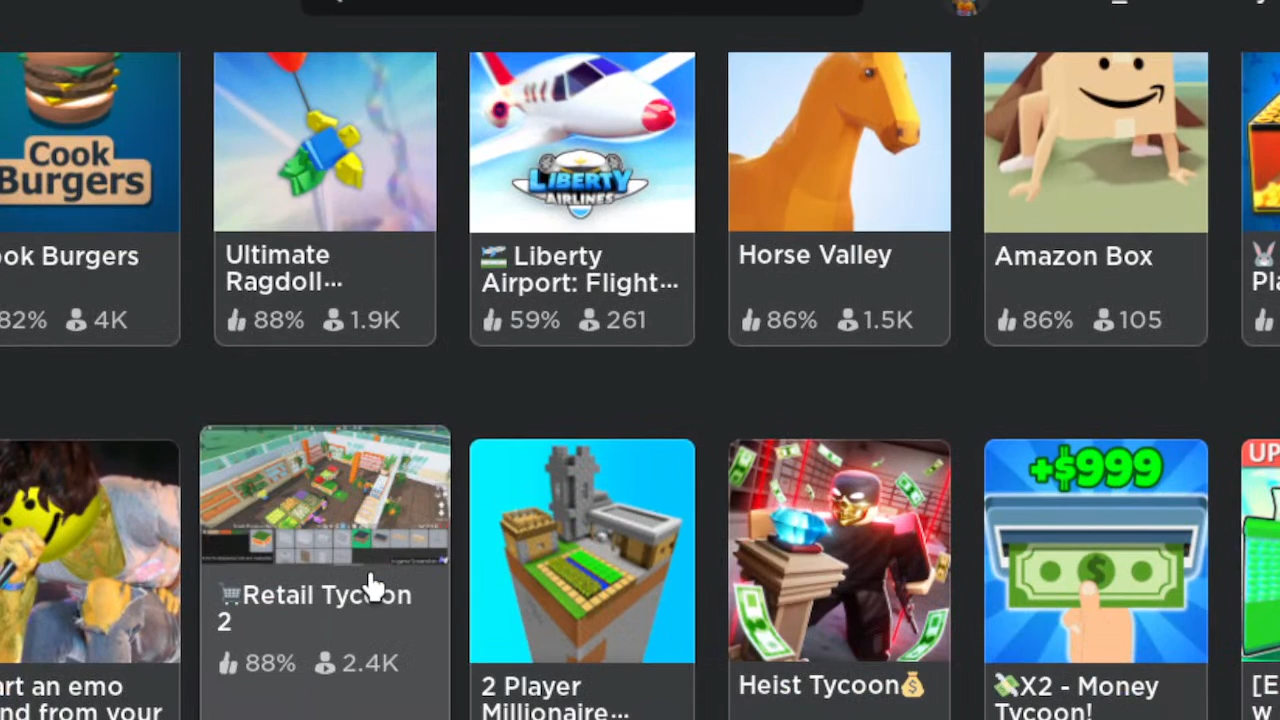 Cook
Burgers
LIBERTY
AIRLINES
ok Burgers
Ultimate
Ragdoll...
Liberty
Airport: Flight...
Horse Valley
Amazon Box
Pla
82% 4K
88% 1.9K
59% 261
86% 1.5K
86% 105
+$999
UP
Retail Tycoon
2
88% 2.4K
art an emo
nd from your
2 Player
Millionaire...
Heist Tycoon
X2 - Money
Tycoon!
[E
w